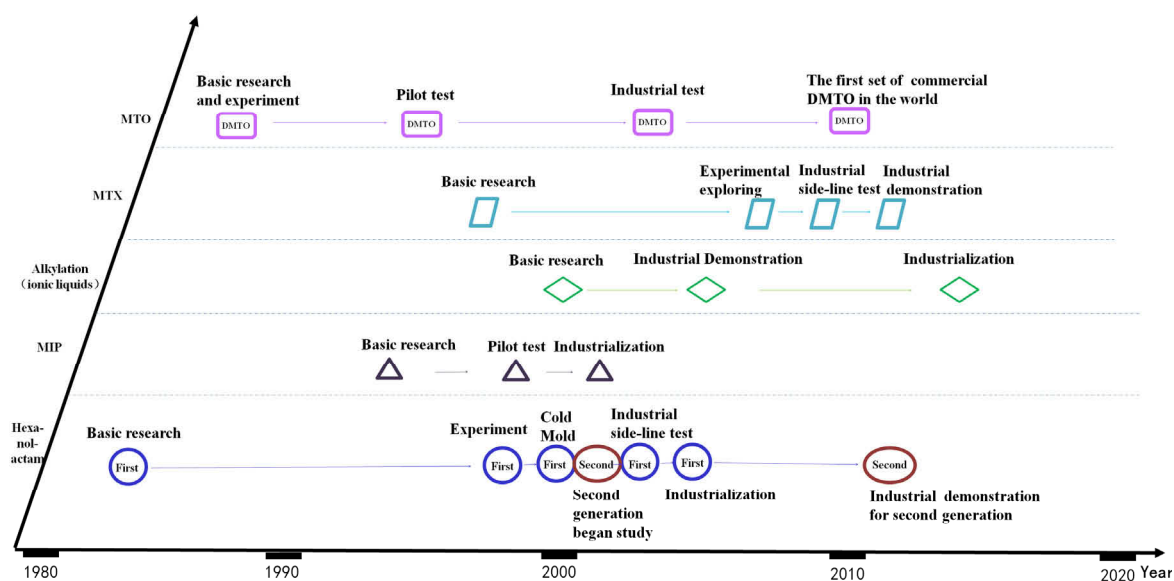 Basic research
and experiment
Pilot test
Industrial test
The first set of commercial
DMTO in the world
MTO
DMTO
DMTO
DMTO
DMTO
MTX
Basic research
Experimental
exploring
Industrial
side-line test
Industrial
demonstration
Alkylation
(ionic liquids)
Basic research
Industrial Demonstration
Industrialization
MIP
Basic research
Pilot test
Industrialization
Hexa-
nol-
actam
Basic research
Experiment
Cold
Mold
Industrial
side-line test
First
First
First
Second
First
First
Second
Second
generation
began study
Industrialization
Industrial demonstration
for second generation
1980
1990
2000
2010
2020
Year